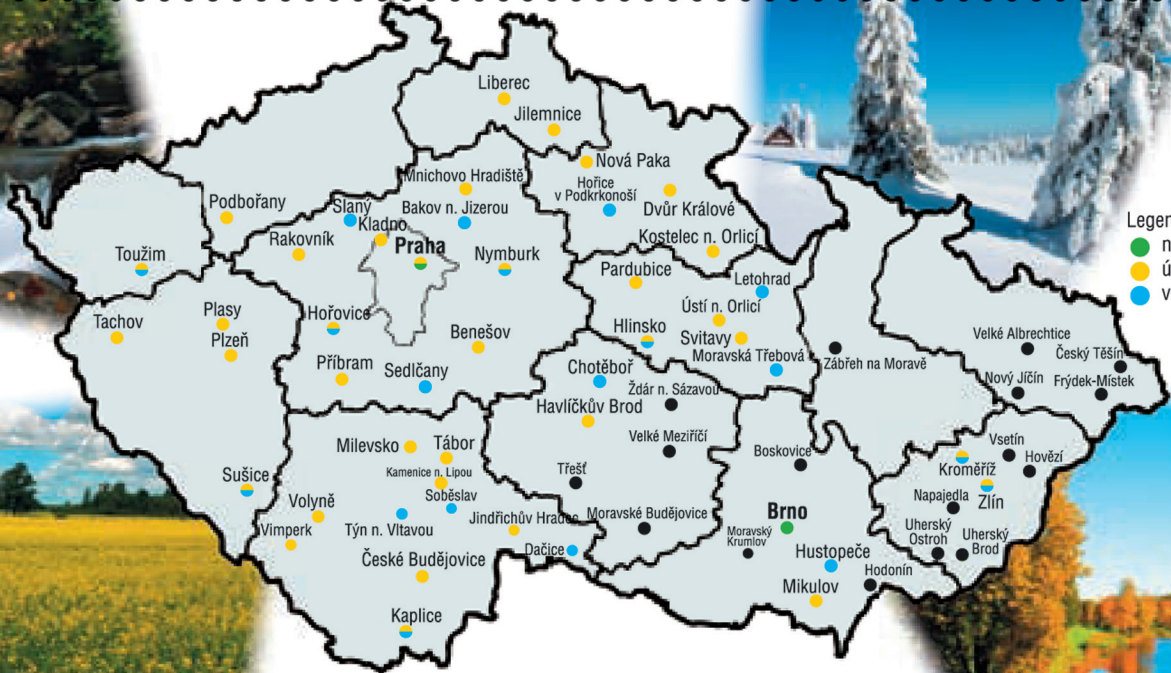 Liberec
Jilemnice
Nová Paka
Mnichovo Hradiště
Hořice
v Podkrkonoší
Podbořany
Slaný
Bakov n. Jizerou
Dvůr Králové
Kladno
Rakovník
Praha
Kostelec n. Orlicí
Toužim
Nymburk
Pardubice
Letohrad
Plasy
Hořovice
Ústí n. Orlicí
Tachov
Hlinsko
Svitavy
Plzeň
Benešov
Moravská Třebová
Zábřeh na Moravě
Velké Albrechtice
Český Těšín
Příbram
Sedlčany
Chotěboř
Nový Jíčín
Frýdek-Místek
Žďár n. Sázavou
Havlíčkův Brod
Milevsko
Tábor
Velké Meziříčí
Vsetín
Kamenice n. Lipou
Boskovice
Hovězí
Sušice
Třešť
Kroměříž
Soběslav
Zlín
Volyně
Napajedla
Jindřichův Hradec
Moravské Budějovice
Brno
Vimperk
Týn n. Vltavou
Uherský
Ostroh
Uherský
Brod
Moravský
Krumlov
Dačice
České Budějovice
Hustopeče
Hodonín
Mikulov
Kaplice
Legen
n
ú
v